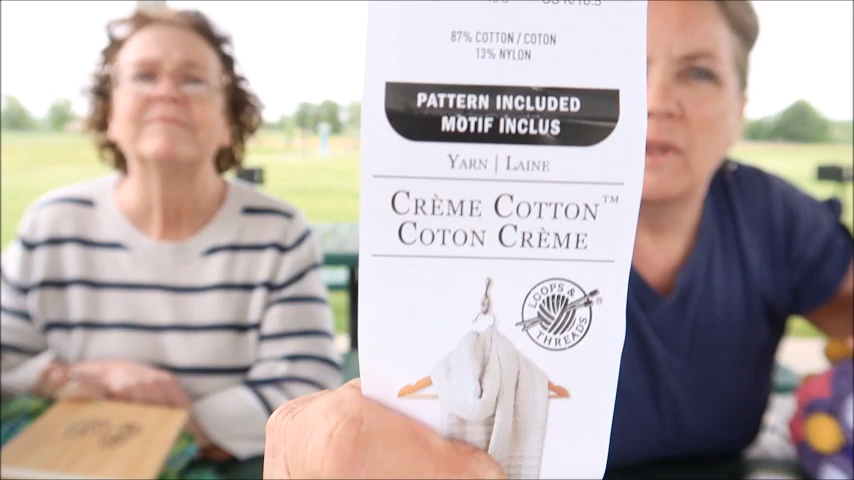 87% COTTON / COTON
13% NYLON
PATTERN INCLUDED
MOTIF INCLUS
YARN | LAINE
CRÈME COTTON™
COTON CRÈME
LOOPS &
THREADS®